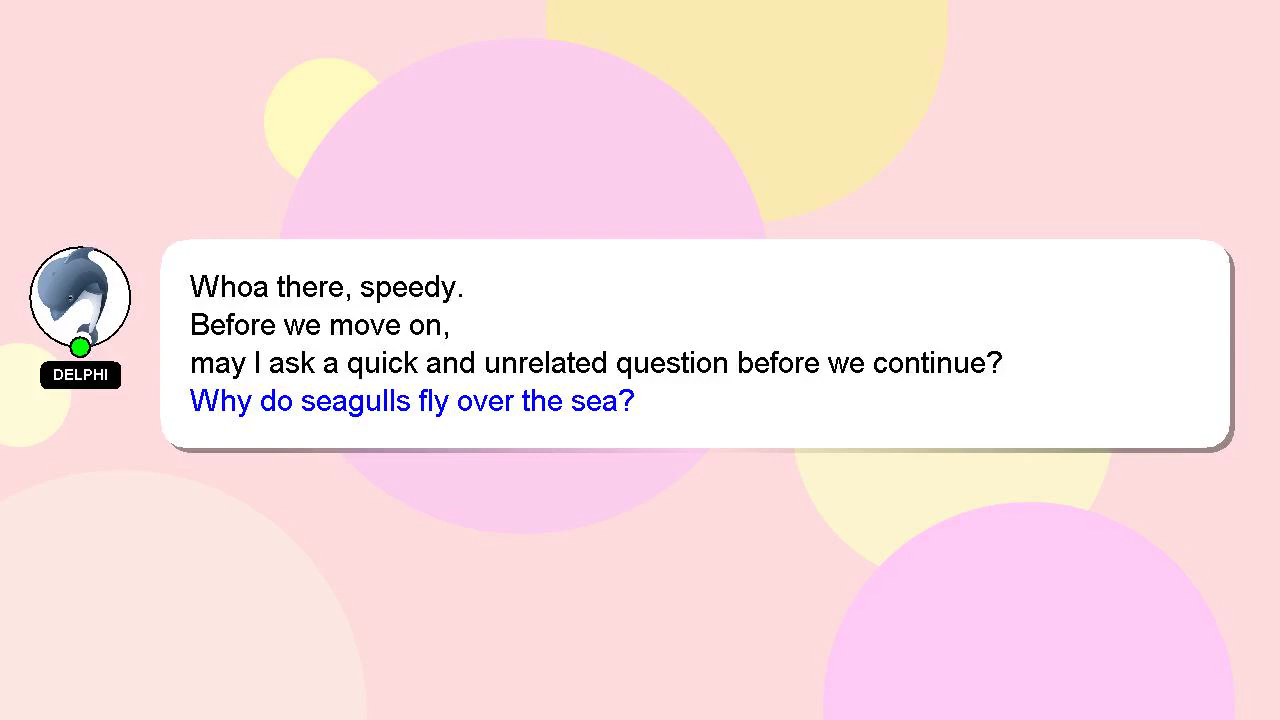 Whoa there, speedy.
Before we move on,
may I ask a quick and unrelated question before we continue?
Why do seagulls fly over the sea?
DELPHI